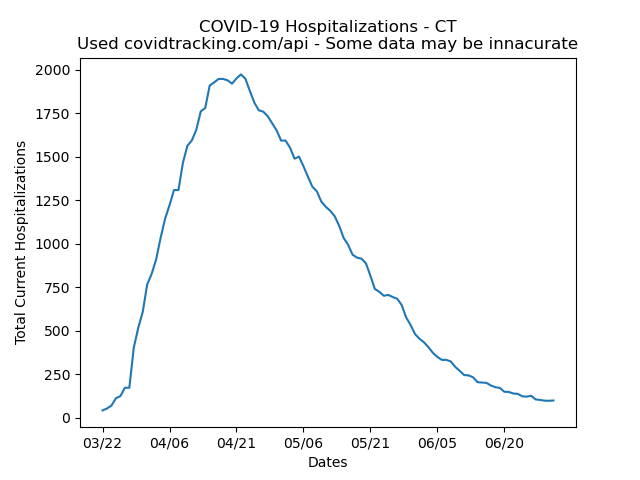 COVID-19 Hospitalizations - CT
Used covidtracking.com/api - Some data may be innacurate
2000
1750
1500
1250
1000
750
500
250
0
Total Current Hospitalizations
03/22 04/06 04/21 05/06 05/21 06/05 06/20
Dates